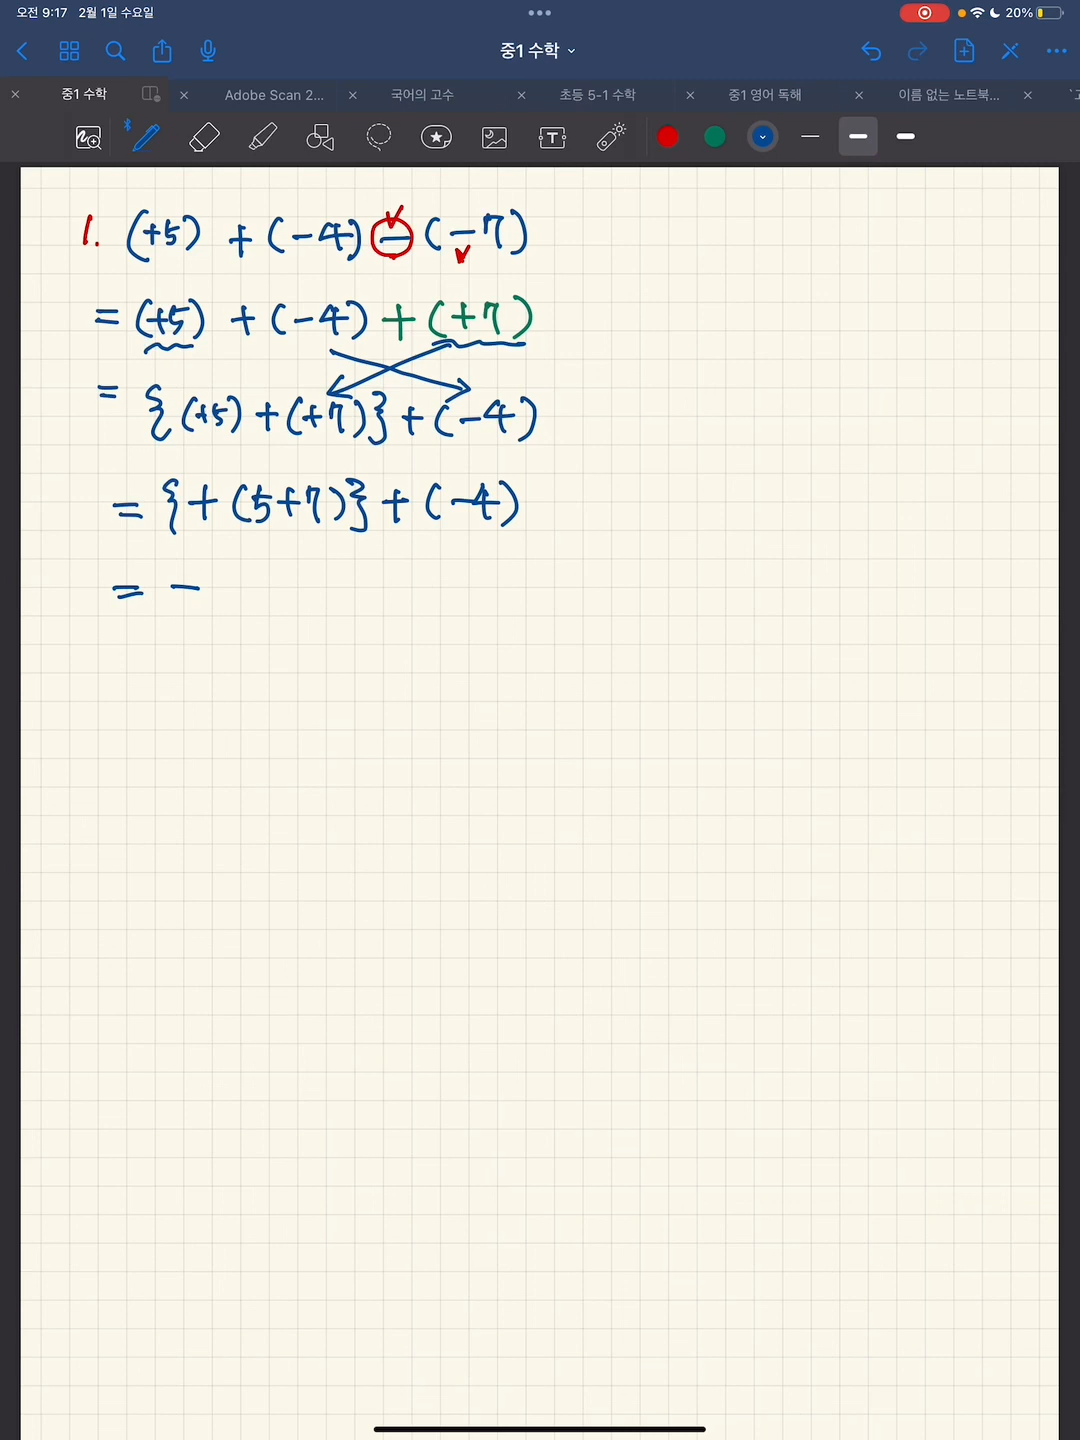 오전 9:17 2월 1일 수요일 20%
중1 수학
중1 수학 Adobe Scan 2... 국어의 고수 초등 5-1 수학 중1 영어 독해 이름 없는 노트북...
1. (+5) + (-4) - (-7)
= (+5) + (-4) + (+7)
= {(+5) + (+7)} + (-4)
= {+ (5+7)} + (-4)
= -